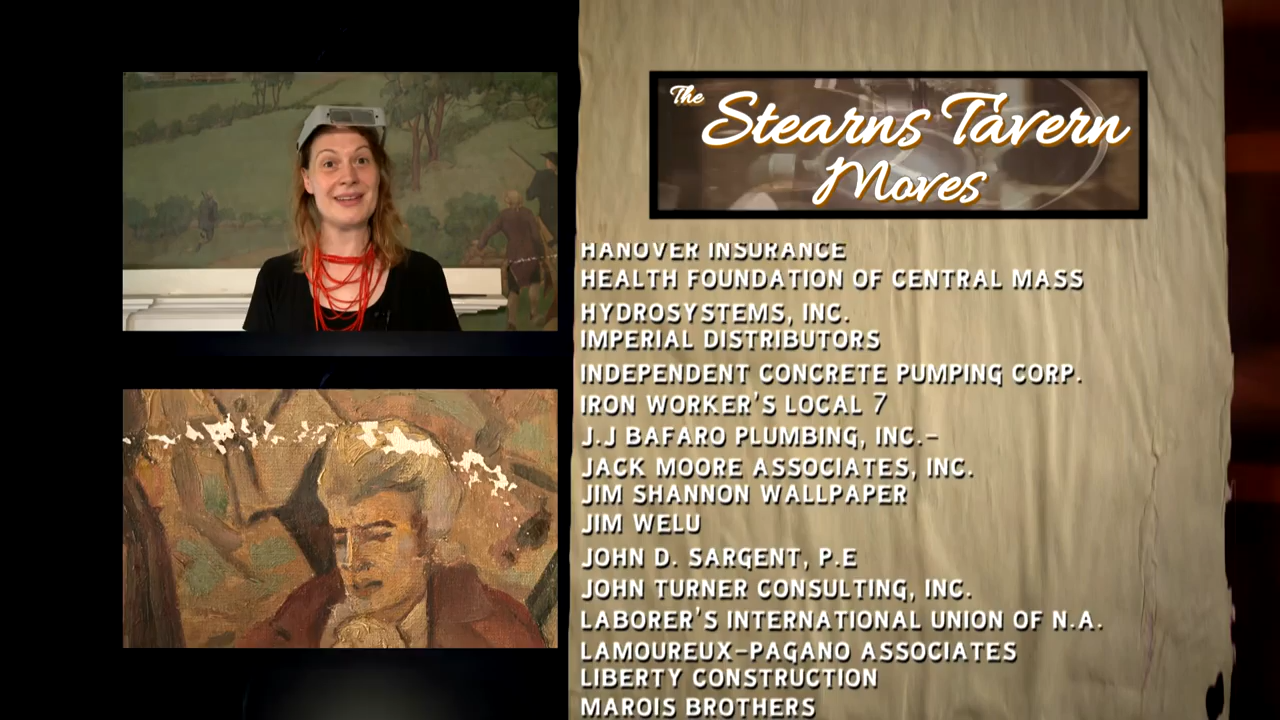 The
Stearns Tavern
Moves
HANOVER INSURANCE
HEALTH FOUNDATION OF CENTRAL MASS
HYDROSYSTEMS, INC.
IMPERIAL DISTRIBUTORS
INDEPENDENT CONCRETE PUMPING CORP.
IRON WORKER'S LOCAL 7
J.J BAFARO PLUMBING, INC.-
JACK MOORE ASSOCIATES, INC.
JIM SHANNON WALLPAPER
JIM WELU
JOHN D. SARGENT, P.E
JOHN TURNER CONSULTING, INC.
LABORER'S INTERNATIONAL UNION OF N.A.
LAMOUREUX-PAGANO ASSOCIATES
LIBERTY CONSTRUCTION
MAROIS BROTHERS